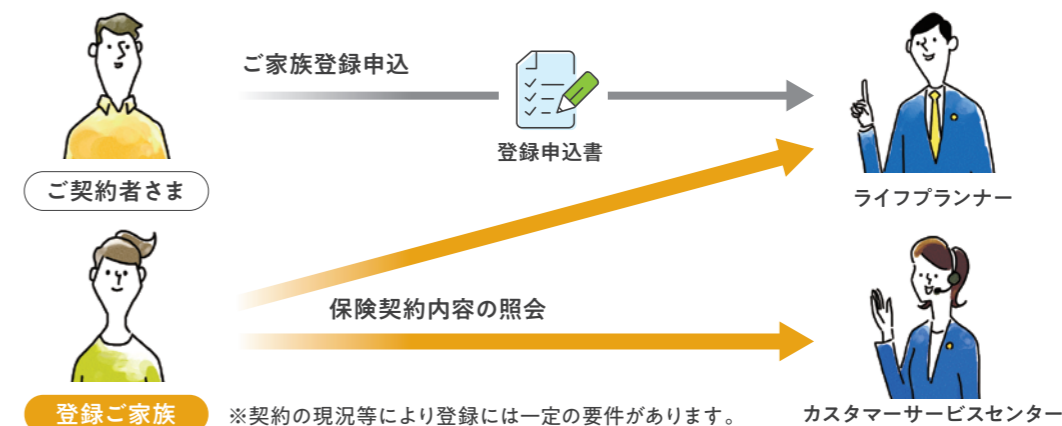 ご家族登録申込
登録申込書
ご契約者さま
ライフプランナー
保険契約内容の照会
登録ご家族
※契約の現況等により登録には一定の要件があります。
カスタマーサービスセンター